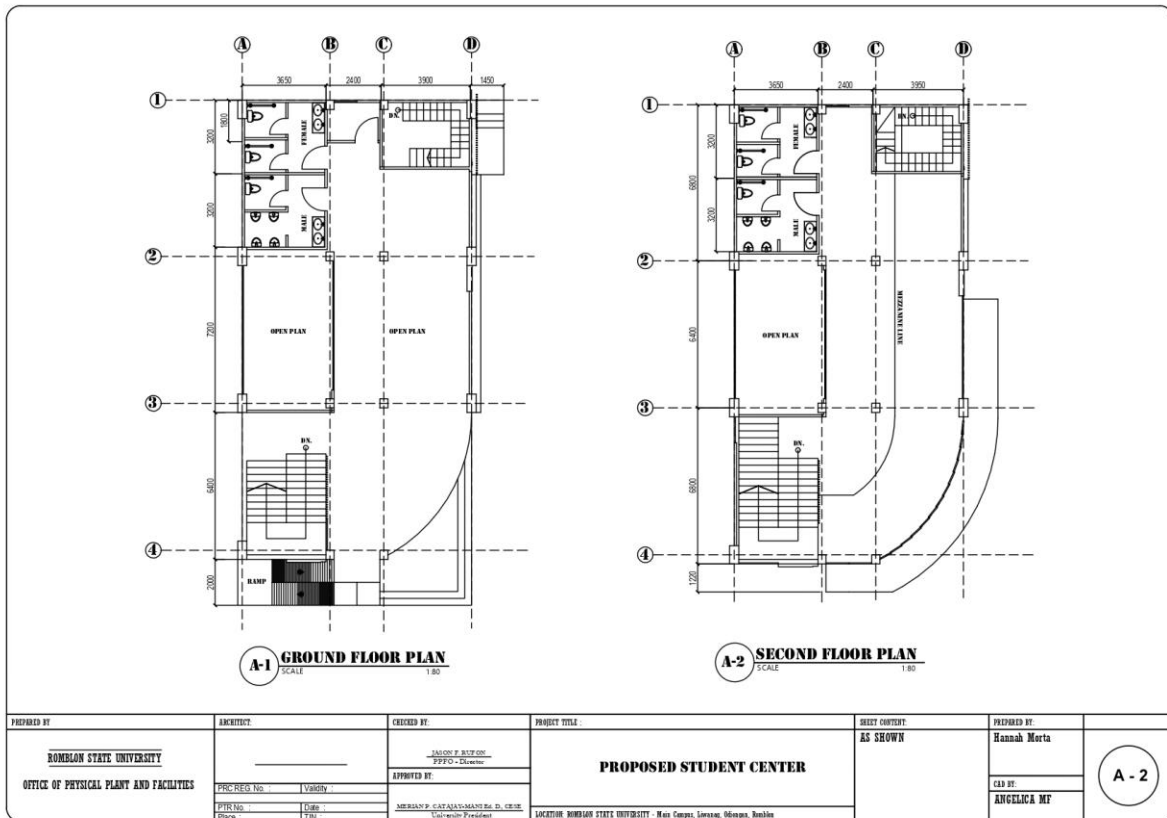 A B C D
3650 2400 3900 1450
1
1800
3200
FEMALE
DN.
3200
MALE
2
7200
OPEN PLAN
OPEN PLAN
3
DN.
6400
4
RAMP
2000
A-1 GROUND FLOOR PLAN
SCALE 1:80
A B C D
3650 2400 3950
1
3200
FEMALE
DN.
6800
3200
MALE
2
MEZZANINE LINE
6400
OPEN PLAN
3
DN.
6800
4
1220
A-2 SECOND FLOOR PLAN
SCALE 1:80
PREPARED BY
ROMBLON STATE UNIVERSITY
OFFICE OF PHYSICAL PLANT AND FACILITIES
ARCHITECT:
PRC REG. No. : Validity :
PTR No. : Date :
Place : TIN :
CHECKED BY:
JASON F. RUFON
PPFO - Director
APPROVED BY:
University President
PROJECT TITLE :
PROPOSED STUDENT CENTER
LOCATION: ROMBLON STATE UNIVERSITY - Main Campus, Liwanag, Odiongan, Romblon
SHEET CONTENT:
AS SHOWN
PREPARED BY:
Hannah Morta
CAD BY:
ANGELICA MF
A - 2